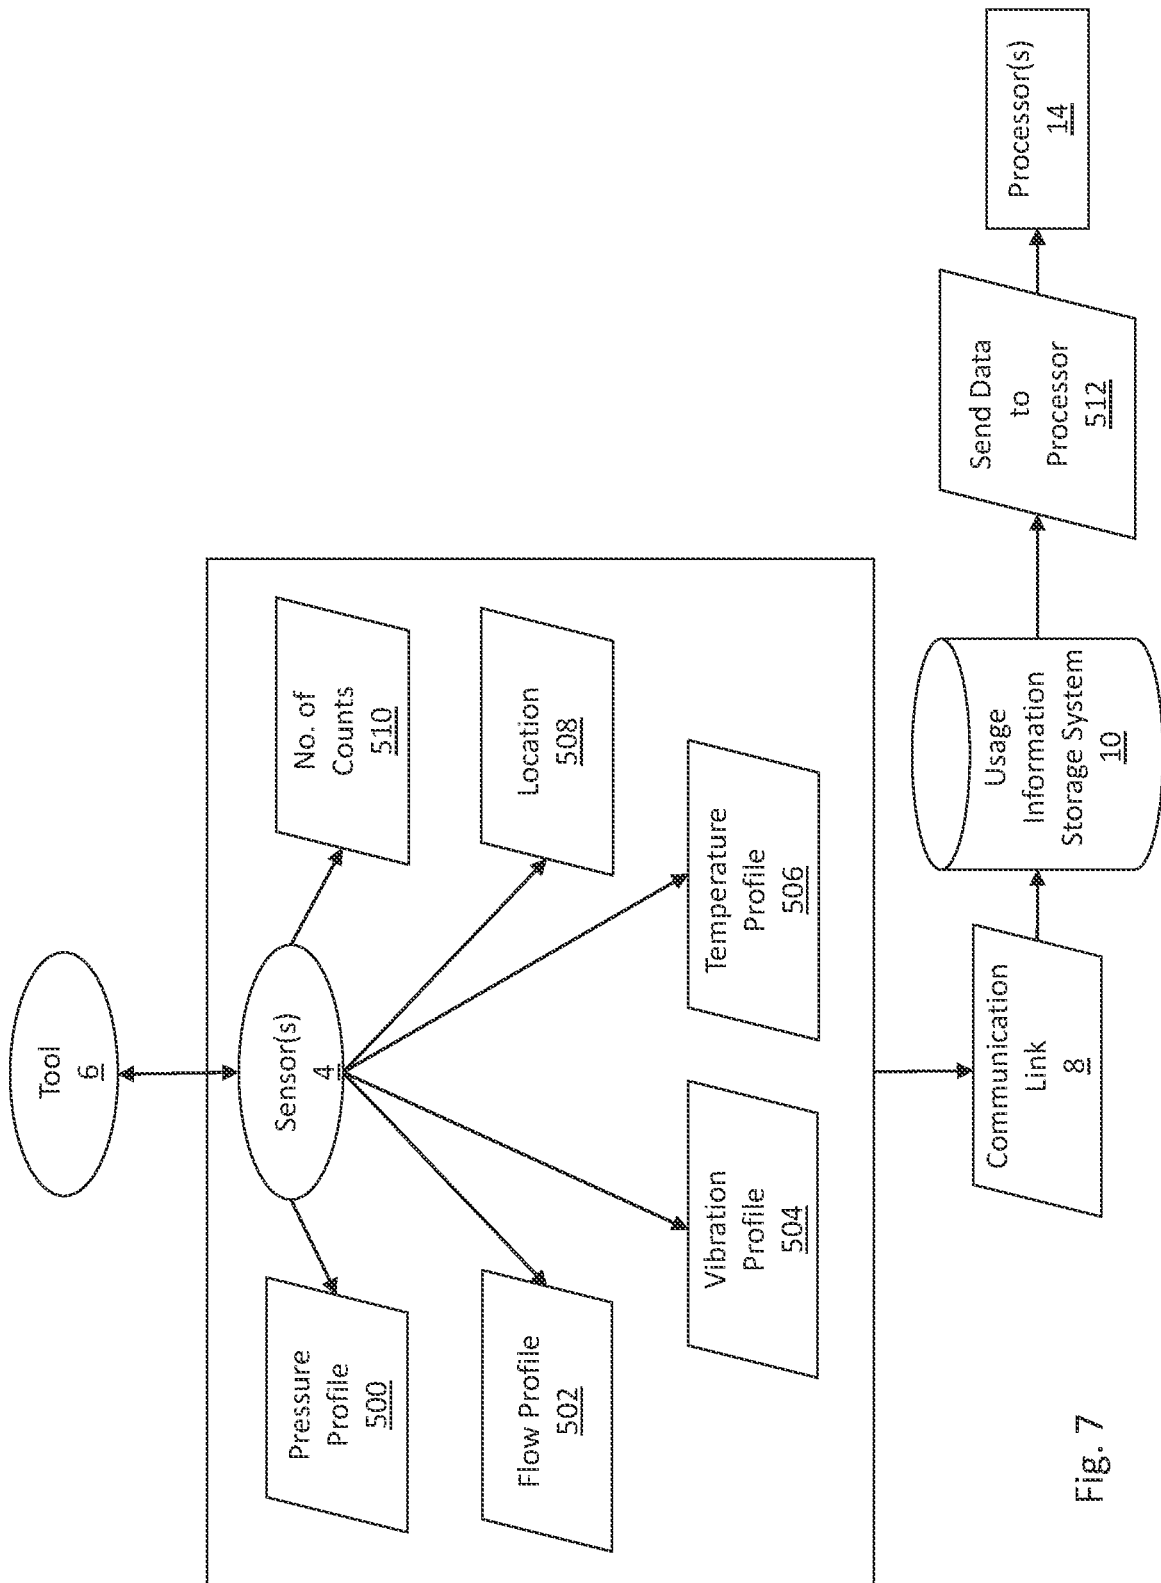 Tool
6
Sensor(s)
4
Pressure
Profile
500
No. of
Counts
510
Flow Profile
502
Location
508
Vibration
Profile
504
Temperature
Profile
506
Communication
Link
8
Usage
Information
Storage System
10
Send Data
to
Processor
512
Processor(s)
14
Fig. 7